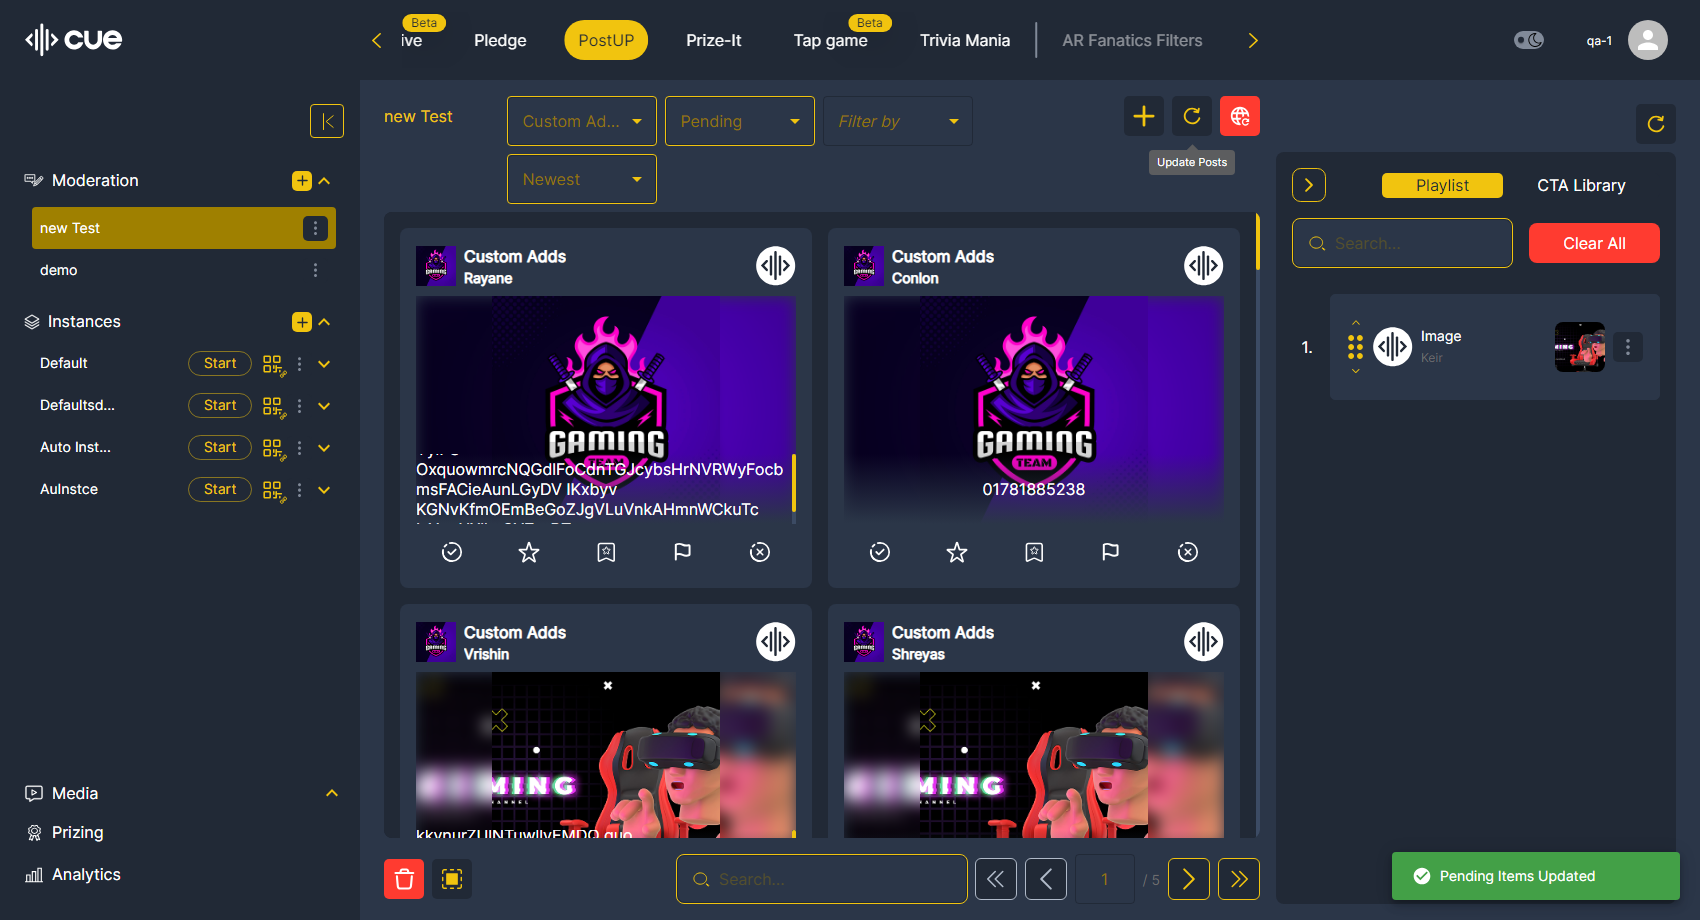 cue
Beta
ive
Pledge
PostUP
Prize-It
Beta
Tap game
Trivia Mania
AR Fanatics Filters
qa-1
Moderation
new Test
demo
Instances
Default
Start
Defaultsd...
Start
Auto Inst...
Start
AuInstce
Start
Media
Prizing
Analytics
new Test
Custom Ad...
Pending
Filter by
Newest
Update Posts
Custom Adds
Rayane
GAMING
TEAM
OxquowmrcNQGdlFoCdnTGJcybsHrNVRWyFocb
msFACieAunLGyDV IKxbyv
KGNvKfmOEmBeGoZJgVLuVnkAHmnWCkuTc
Custom Adds
Conlon
GAMING
TEAM
01781885238
Custom Adds
Vrishin
MING
HANNEL
Custom Adds
Shreyas
MING
HANNEL
Search...
1
/ 5
Playlist
CTA Library
Search...
Clear All
1.
Image
Keir
Pending Items Updated